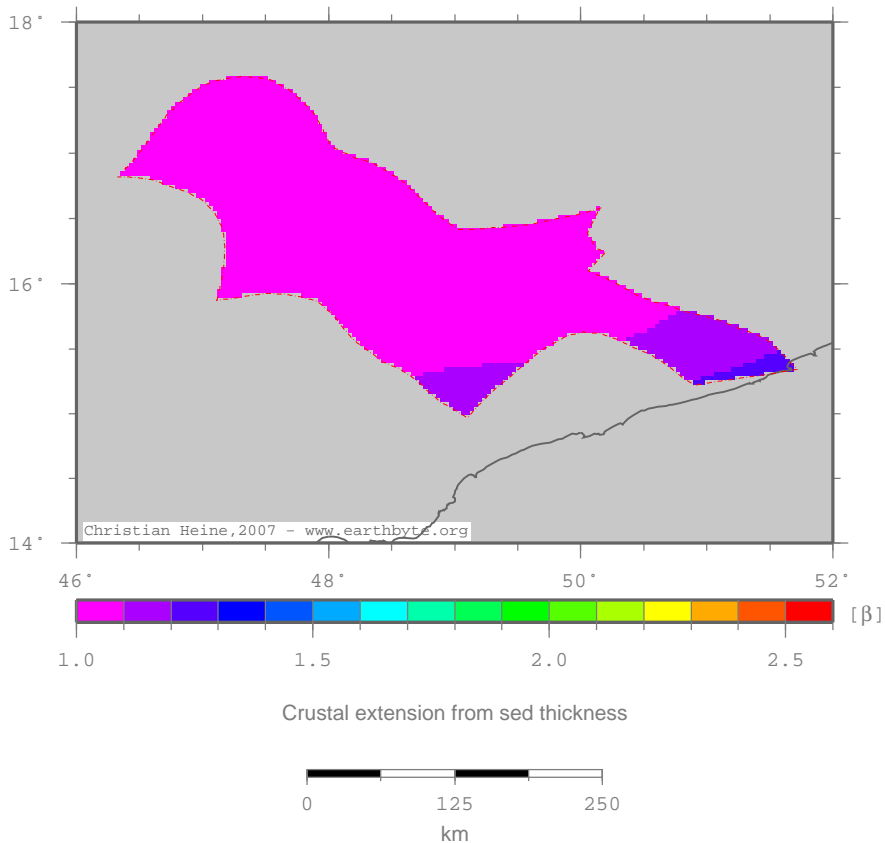 18˚
16˚
14˚
Christian Heine,2007 - www.earthbyte.org
46˚ 48˚ 50˚ 52˚
[β]
1.0 1.5 2.0 2.5
Crustal extension from sed thickness
0 125 250
km